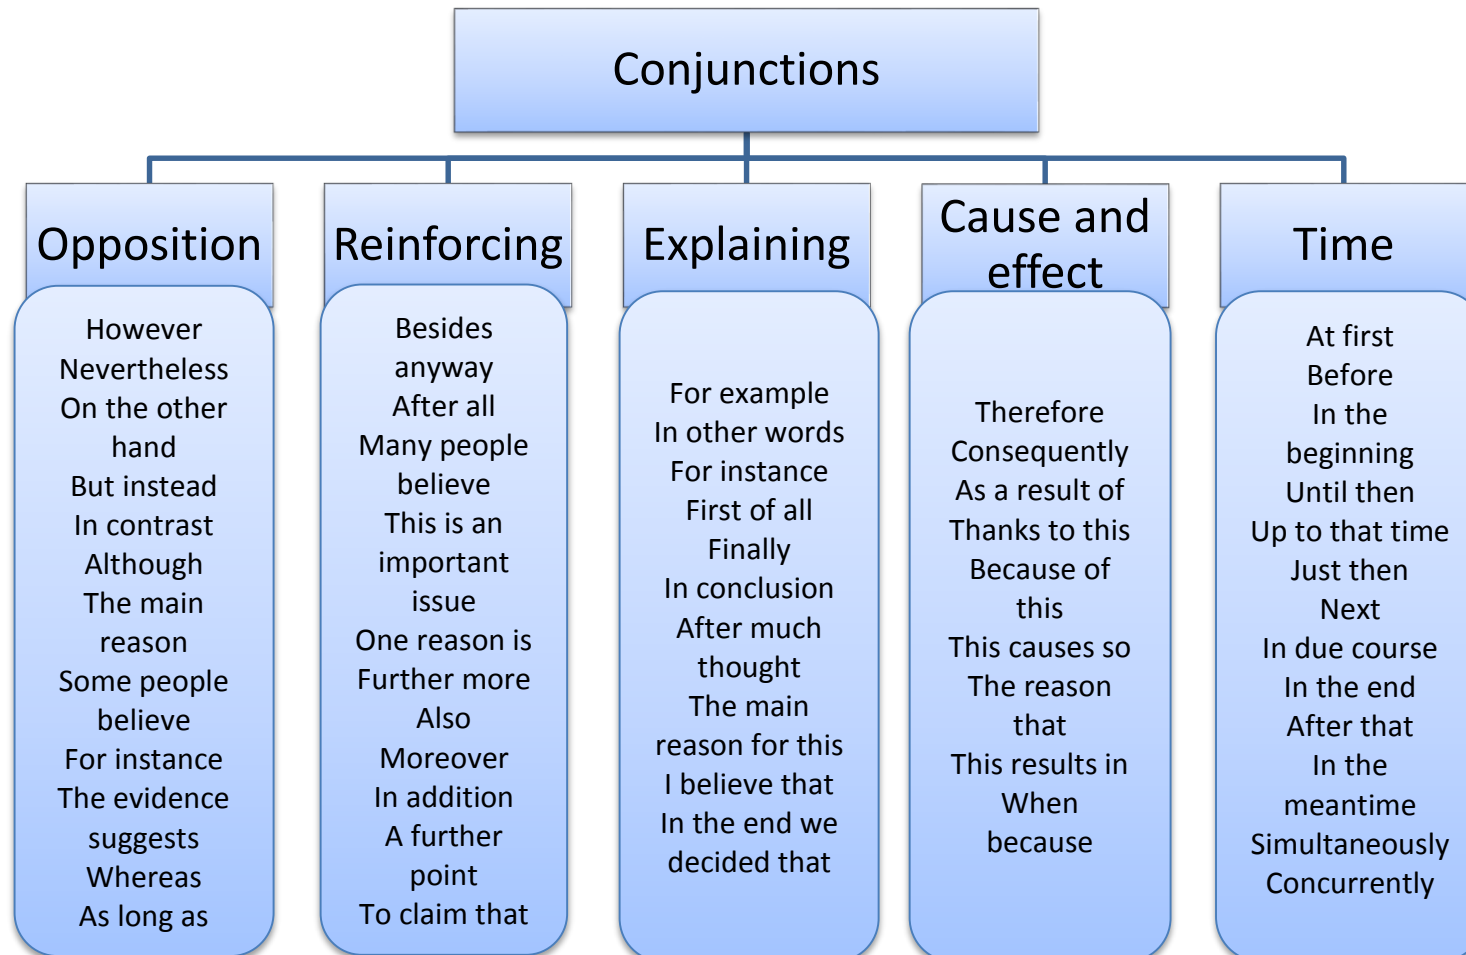 Conjunctions
Opposition
However
Nevertheless
On the other
hand
But instead
In contrast
Although
The main
reason
Some people
believe
For instance
The evidence
suggests
Whereas
As long as
Reinforcing
Besides
anyway
After all
Many people
believe
This is an
important
issue
One reason is
Further more
Also
Moreover
In addition
A further
point
To claim that
Explaining
For example
In other words
For instance
First of all
Finally
In conclusion
After much
thought
The main
reason for this
I believe that
In the end we
decided that
Cause and
effect
Therefore
Consequently
As a result of
Thanks to this
Because of
this
This causes so
The reason
that
This results in
When
because
Time
At first
Before
In the
beginning
Until then
Up to that time
Just then
Next
In due course
In the end
After that
In the
meantime
Simultaneously
Concurrently